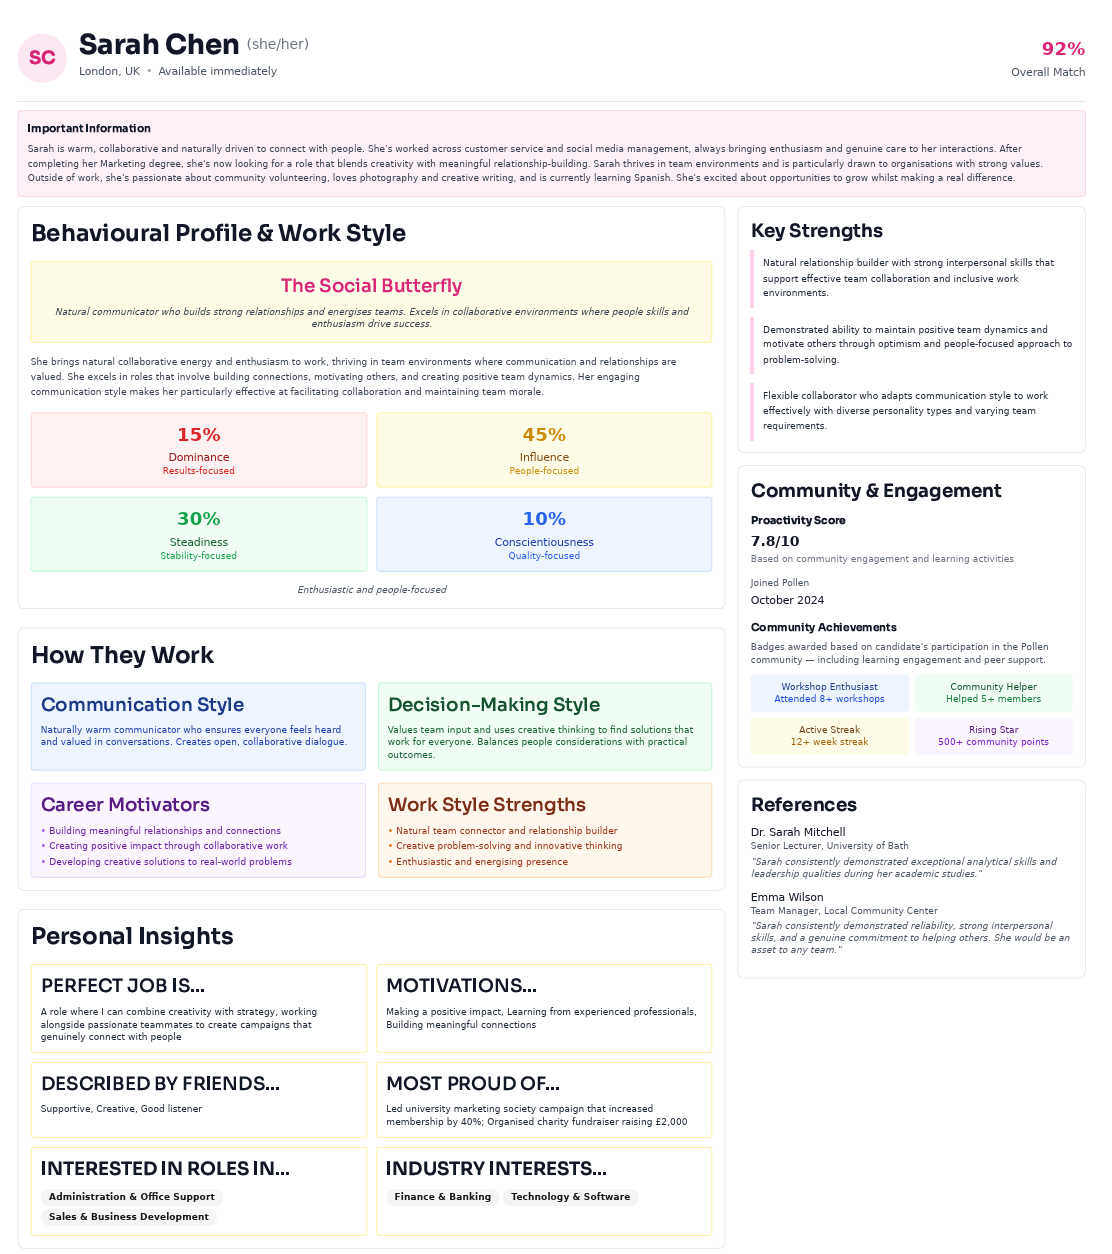 SC
Sarah Chen (she/her)
London, UK • Available immediately
92%
Overall Match
Important Information
Sarah is warm, collaborative and naturally driven to connect with people. She's worked across customer service and social media management, always bringing enthusiasm and genuine care to her interactions. After
completing her Marketing degree, she's now looking for a role that blends creativity with meaningful relationship-building. Sarah thrives in team environments and is particularly drawn to organisations with strong values.
Outside of work, she's passionate about community volunteering, loves photography and creative writing, and is currently learning Spanish. She's excited about opportunities to grow whilst making a real difference.
Behavioural Profile & Work Style
The Social Butterfly
Natural communicator who builds strong relationships and energises teams. Excels in collaborative environments where people skills and
enthusiasm drive success.
She brings natural collaborative energy and enthusiasm to work, thriving in team environments where communication and relationships are
valued. She excels in roles that involve building connections, motivating others, and creating positive team dynamics. Her engaging
communication style makes her particularly effective at facilitating collaboration and maintaining team morale.
15%
Dominance
Results-focused
45%
Influence
People-focused
30%
Steadiness
Stability-focused
10%
Conscientiousness
Quality-focused
Enthusiastic and people-focused
How They Work
Communication Style
Naturally warm communicator who ensures everyone feels heard
and valued in conversations. Creates open, collaborative dialogue.
Decision-Making Style
Values team input and uses creative thinking to find solutions that
work for everyone. Balances people considerations with practical
outcomes.
Career Motivators
• Building meaningful relationships and connections
• Creating positive impact through collaborative work
• Developing creative solutions to real-world problems
Work Style Strengths
• Natural team connector and relationship builder
• Creative problem-solving and innovative thinking
• Enthusiastic and energising presence
Personal Insights
PERFECT JOB IS...
A role where I can combine creativity with strategy, working
alongside passionate teammates to create campaigns that
genuinely connect with people
MOTIVATIONS...
Making a positive impact, Learning from experienced professionals,
Building meaningful connections
DESCRIBED BY FRIENDS...
Supportive, Creative, Good listener
MOST PROUD OF...
Led university marketing society campaign that increased
membership by 40%; Organised charity fundraiser raising £2,000
INTERESTED IN ROLES IN...
Administration & Office Support
Sales & Business Development
INDUSTRY INTERESTS...
Finance & Banking
Technology & Software
Key Strengths
Natural relationship builder with strong interpersonal skills that
support effective team collaboration and inclusive work
environments.
Demonstrated ability to maintain positive team dynamics and
motivate others through optimism and people-focused approach to
problem-solving.
Flexible collaborator who adapts communication style to work
effectively with diverse personality types and varying team
requirements.
Community & Engagement
Proactivity Score
7.8/10
Based on community engagement and learning activities
Joined Pollen
October 2024
Community Achievements
Badges awarded based on candidate's participation in the Pollen
community — including learning engagement and peer support.
Workshop Enthusiast
Attended 8+ workshops
Community Helper
Helped 5+ members
Active Streak
12+ week streak
Rising Star
500+ community points
References
Dr. Sarah Mitchell
Senior Lecturer, University of Bath
"Sarah consistently demonstrated exceptional analytical skills and
leadership qualities during her academic studies."
Emma Wilson
Team Manager, Local Community Center
"Sarah consistently demonstrated reliability, strong interpersonal
skills, and a genuine commitment to helping others. She would be an
asset to any team."